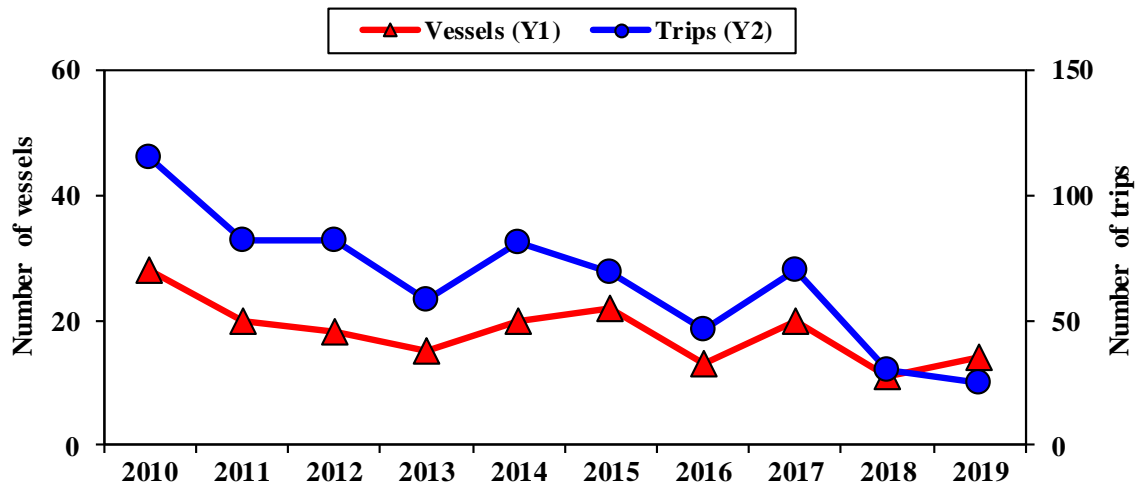 Vessels (Y1) Trips (Y2)
60 150
40 100
20 50
0 0
Number of vessels
Number of trips
2010 2011 2012 2013 2014 2015 2016 2017 2018 2019